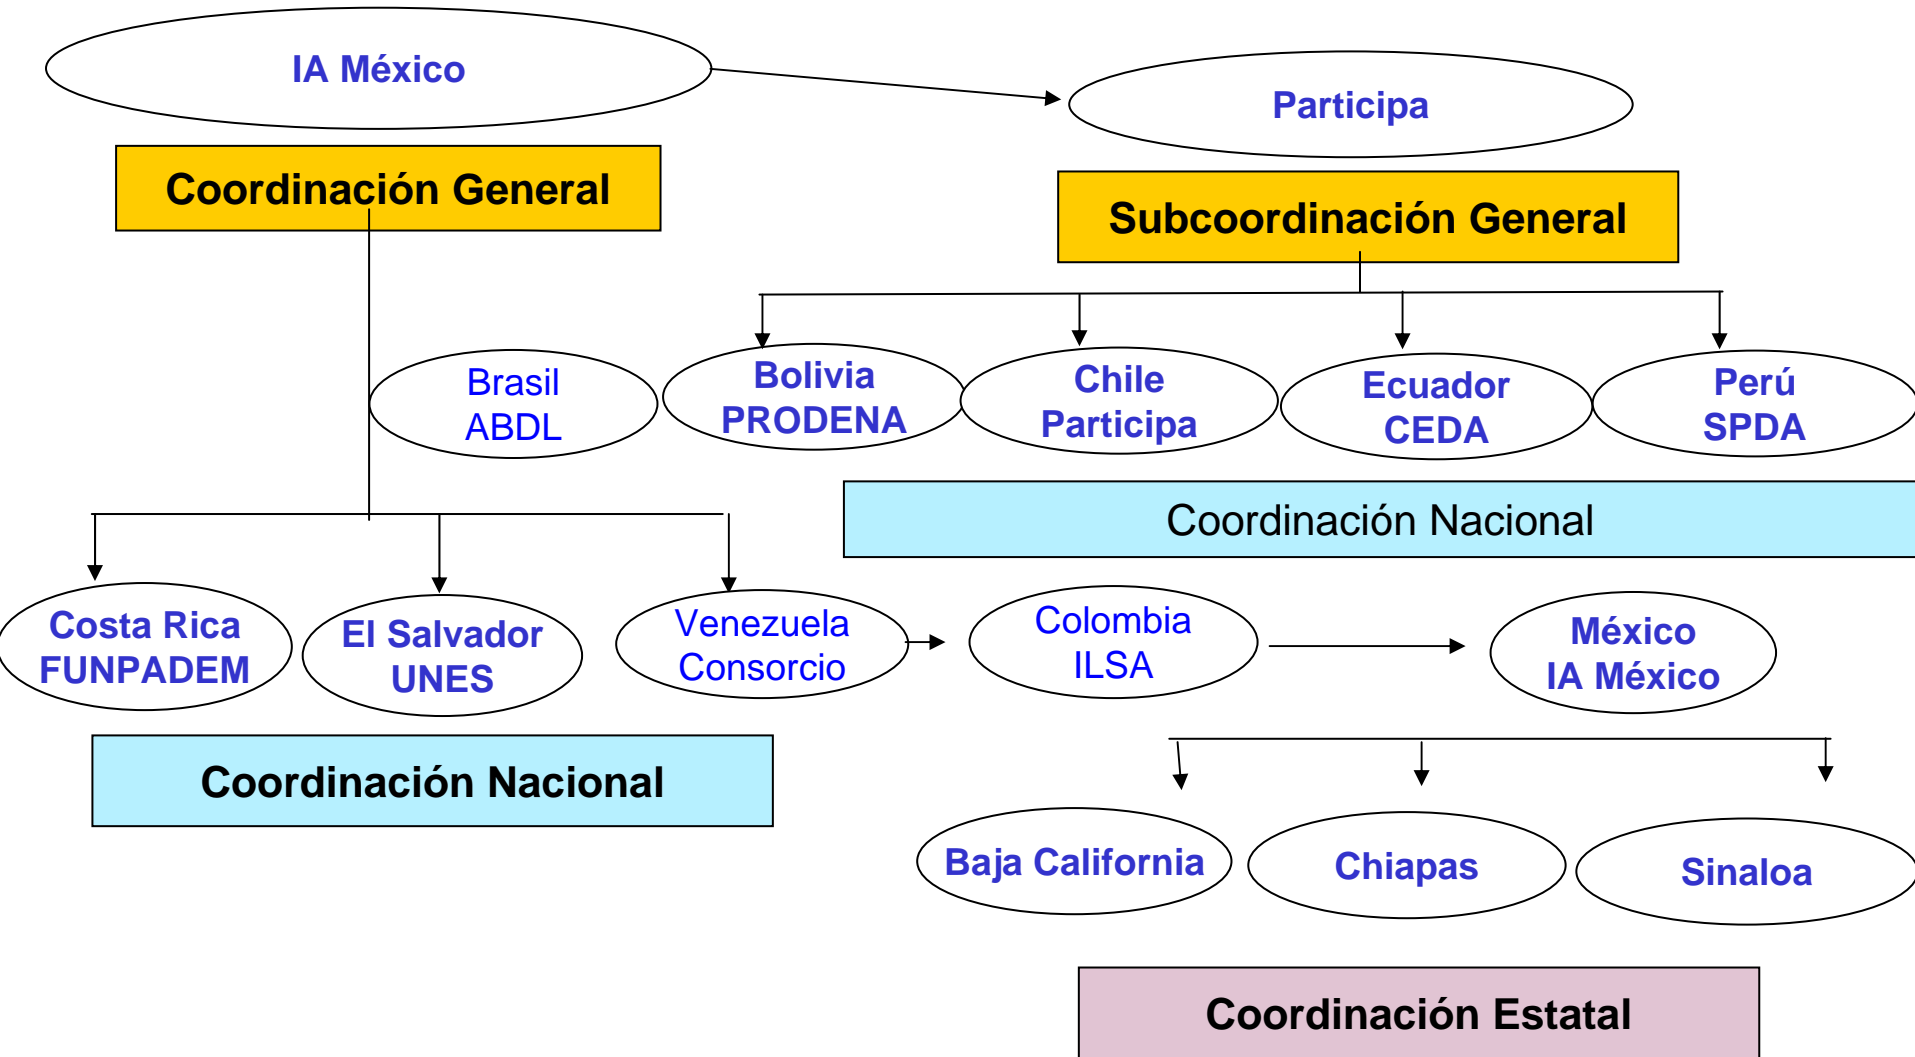 IA México
Participa
Coordinación General
Subcoordinación General
Brasil
ABDL
Bolivia
PRODENA
Chile
Participa
Ecuador
CEDA
Perú
SPDA
Coordinación Nacional
Costa Rica
FUNPADEM
El Salvador
UNES
Venezuela
Consorcio
Colombia
ILSA
México
IA México
Coordinación Nacional
Baja California
Chiapas
Sinaloa
Coordinación Estatal